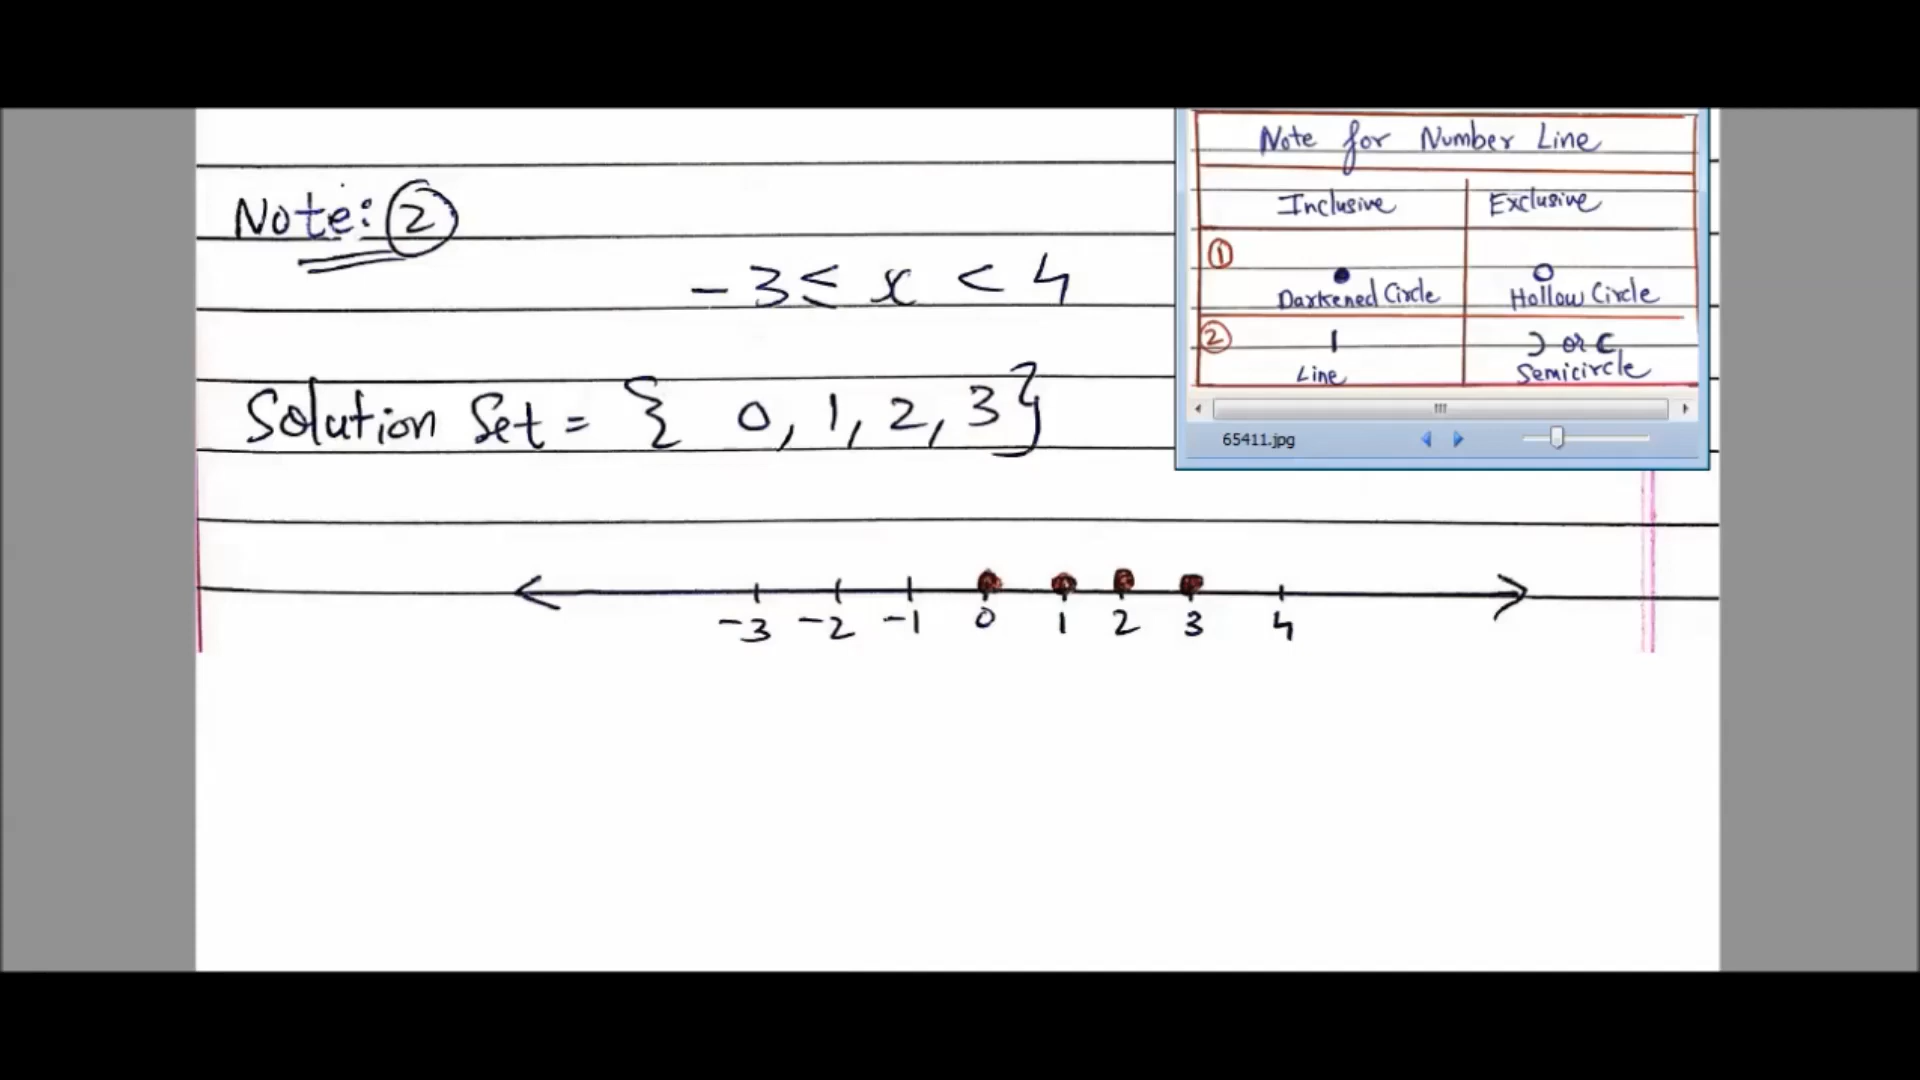 Note for Number Line
Inclusive Exclusive
①
Darkened Circle Hollow Circle
② | ) or (
Line Semicircle
65411.jpg
Note: ②
-3 ≤ x < 4
Solution Set = { 0, 1, 2, 3}
-3 -2 -1 0 1 2 3 4